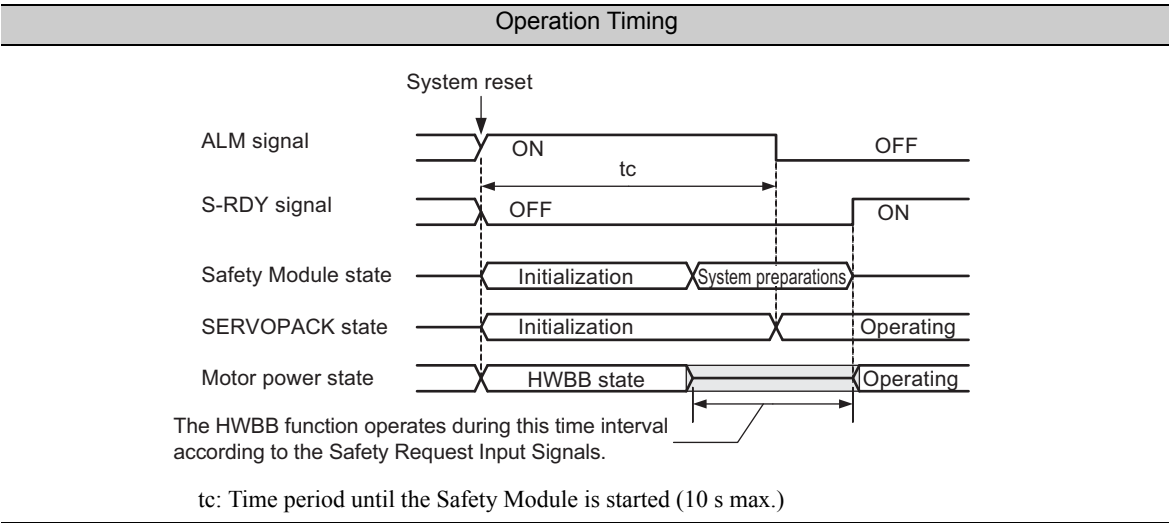 Operation Timing
System reset
ALM signal
ON
OFF
tc
S-RDY signal
OFF
ON
Safety Module state
Initialization
System preparations
SERVOPACK state
Initialization
Operating
Motor power state
HWBB state
Operating
The HWBB function operates during this time interval
according to the Safety Request Input Signals.
tc: Time period until the Safety Module is started (10 s max.)